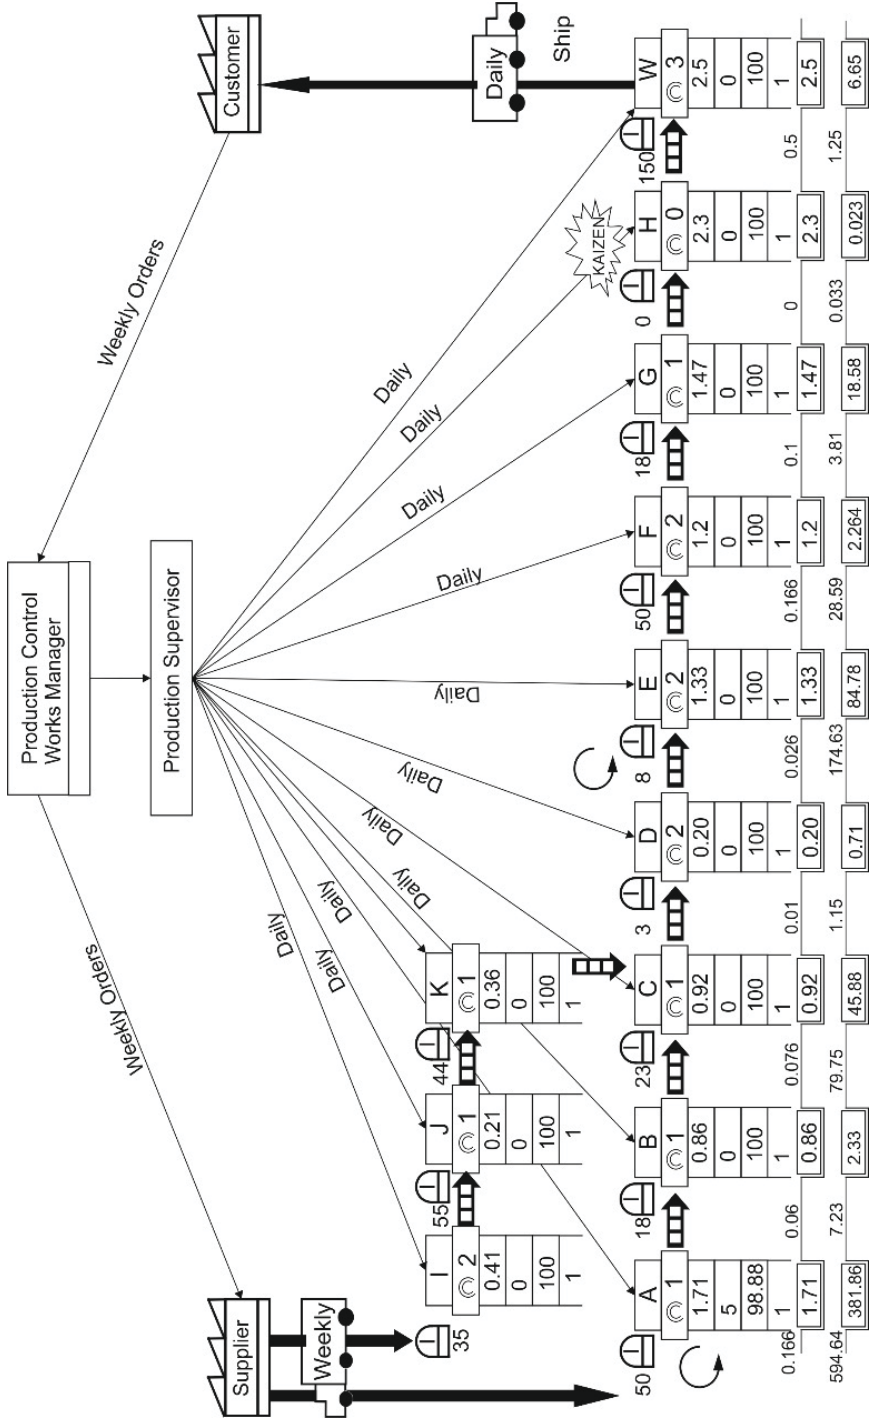 Production Control
Works Manager
Production Supervisor
Supplier
Customer
Weekly Orders
Weekly Orders
Weekly
Daily
Ship
Daily
Daily
Daily
Daily
Daily
Daily
Daily
Daily
Daily
Daily
Daily
KAIZEN
35
I
2
0.41
0
100
1
55
J
1
0.21
0
100
1
44
K
1
0.36
0
100
1
50
A
1
1.71
5
98.88
1
18
B
1
0.86
0
100
1
23
C
1
0.92
0
100
1
3
D
2
0.20
0
100
1
8
E
2
1.33
0
100
1
50
F
2
1.2
0
100
1
18
G
1
1.47
0
100
1
0
H
0
2.3
0
100
1
150
W
3
2.5
0
100
1
0.166 1.71 0.06 0.86 0.076 0.92 0.01 0.20 0.026 1.33 0.166 1.2 0.1 1.47 0 2.3 0.5 2.5
594.64 381.86 7.23 2.33 79.75 45.88 1.15 0.71 174.63 84.78 28.59 2.264 3.81 18.58 0.033 0.023 1.25 6.65